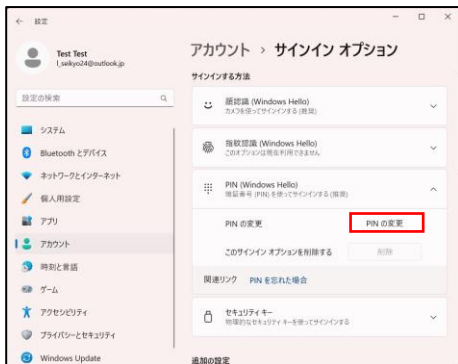 ← 設定
Test Test
l_sekyo24@outlook.jp
設定の検索
システム
Bluetooth とデバイス
ネットワークとインターネット
個人用設定
アプリ
アカウント
時刻と言語
ゲーム
アクセシビリティ
プライバシーとセキュリティ
Windows Update
アカウント > サインイン オプション
サインインする方法
顔認識 (Windows Hello)
カメラを使ってサインインする (推奨)
指紋認識 (Windows Hello)
このオプションは現在利用できません
PIN (Windows Hello)
暗証番号 (PIN) を使ってサインインする (推奨)
PIN の変更
PIN の変更
このサインイン オプションを削除する
削除
関連リンク PIN を忘れた場合
セキュリティ キー
物理的なセキュリティ キーを使ってサインインする
追加の設定